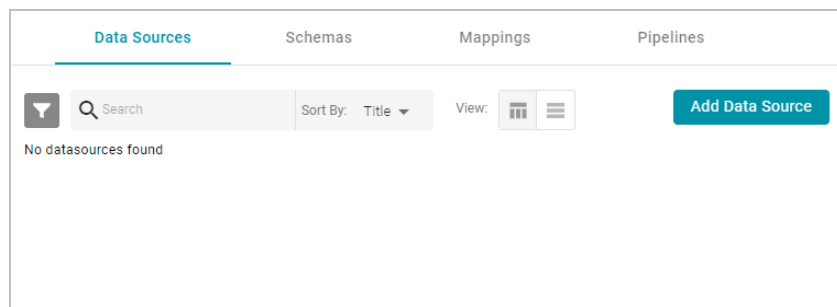 Data Sources Schemas Mappings Pipelines
Search Sort By: Title View: Add Data Source
No datasources found